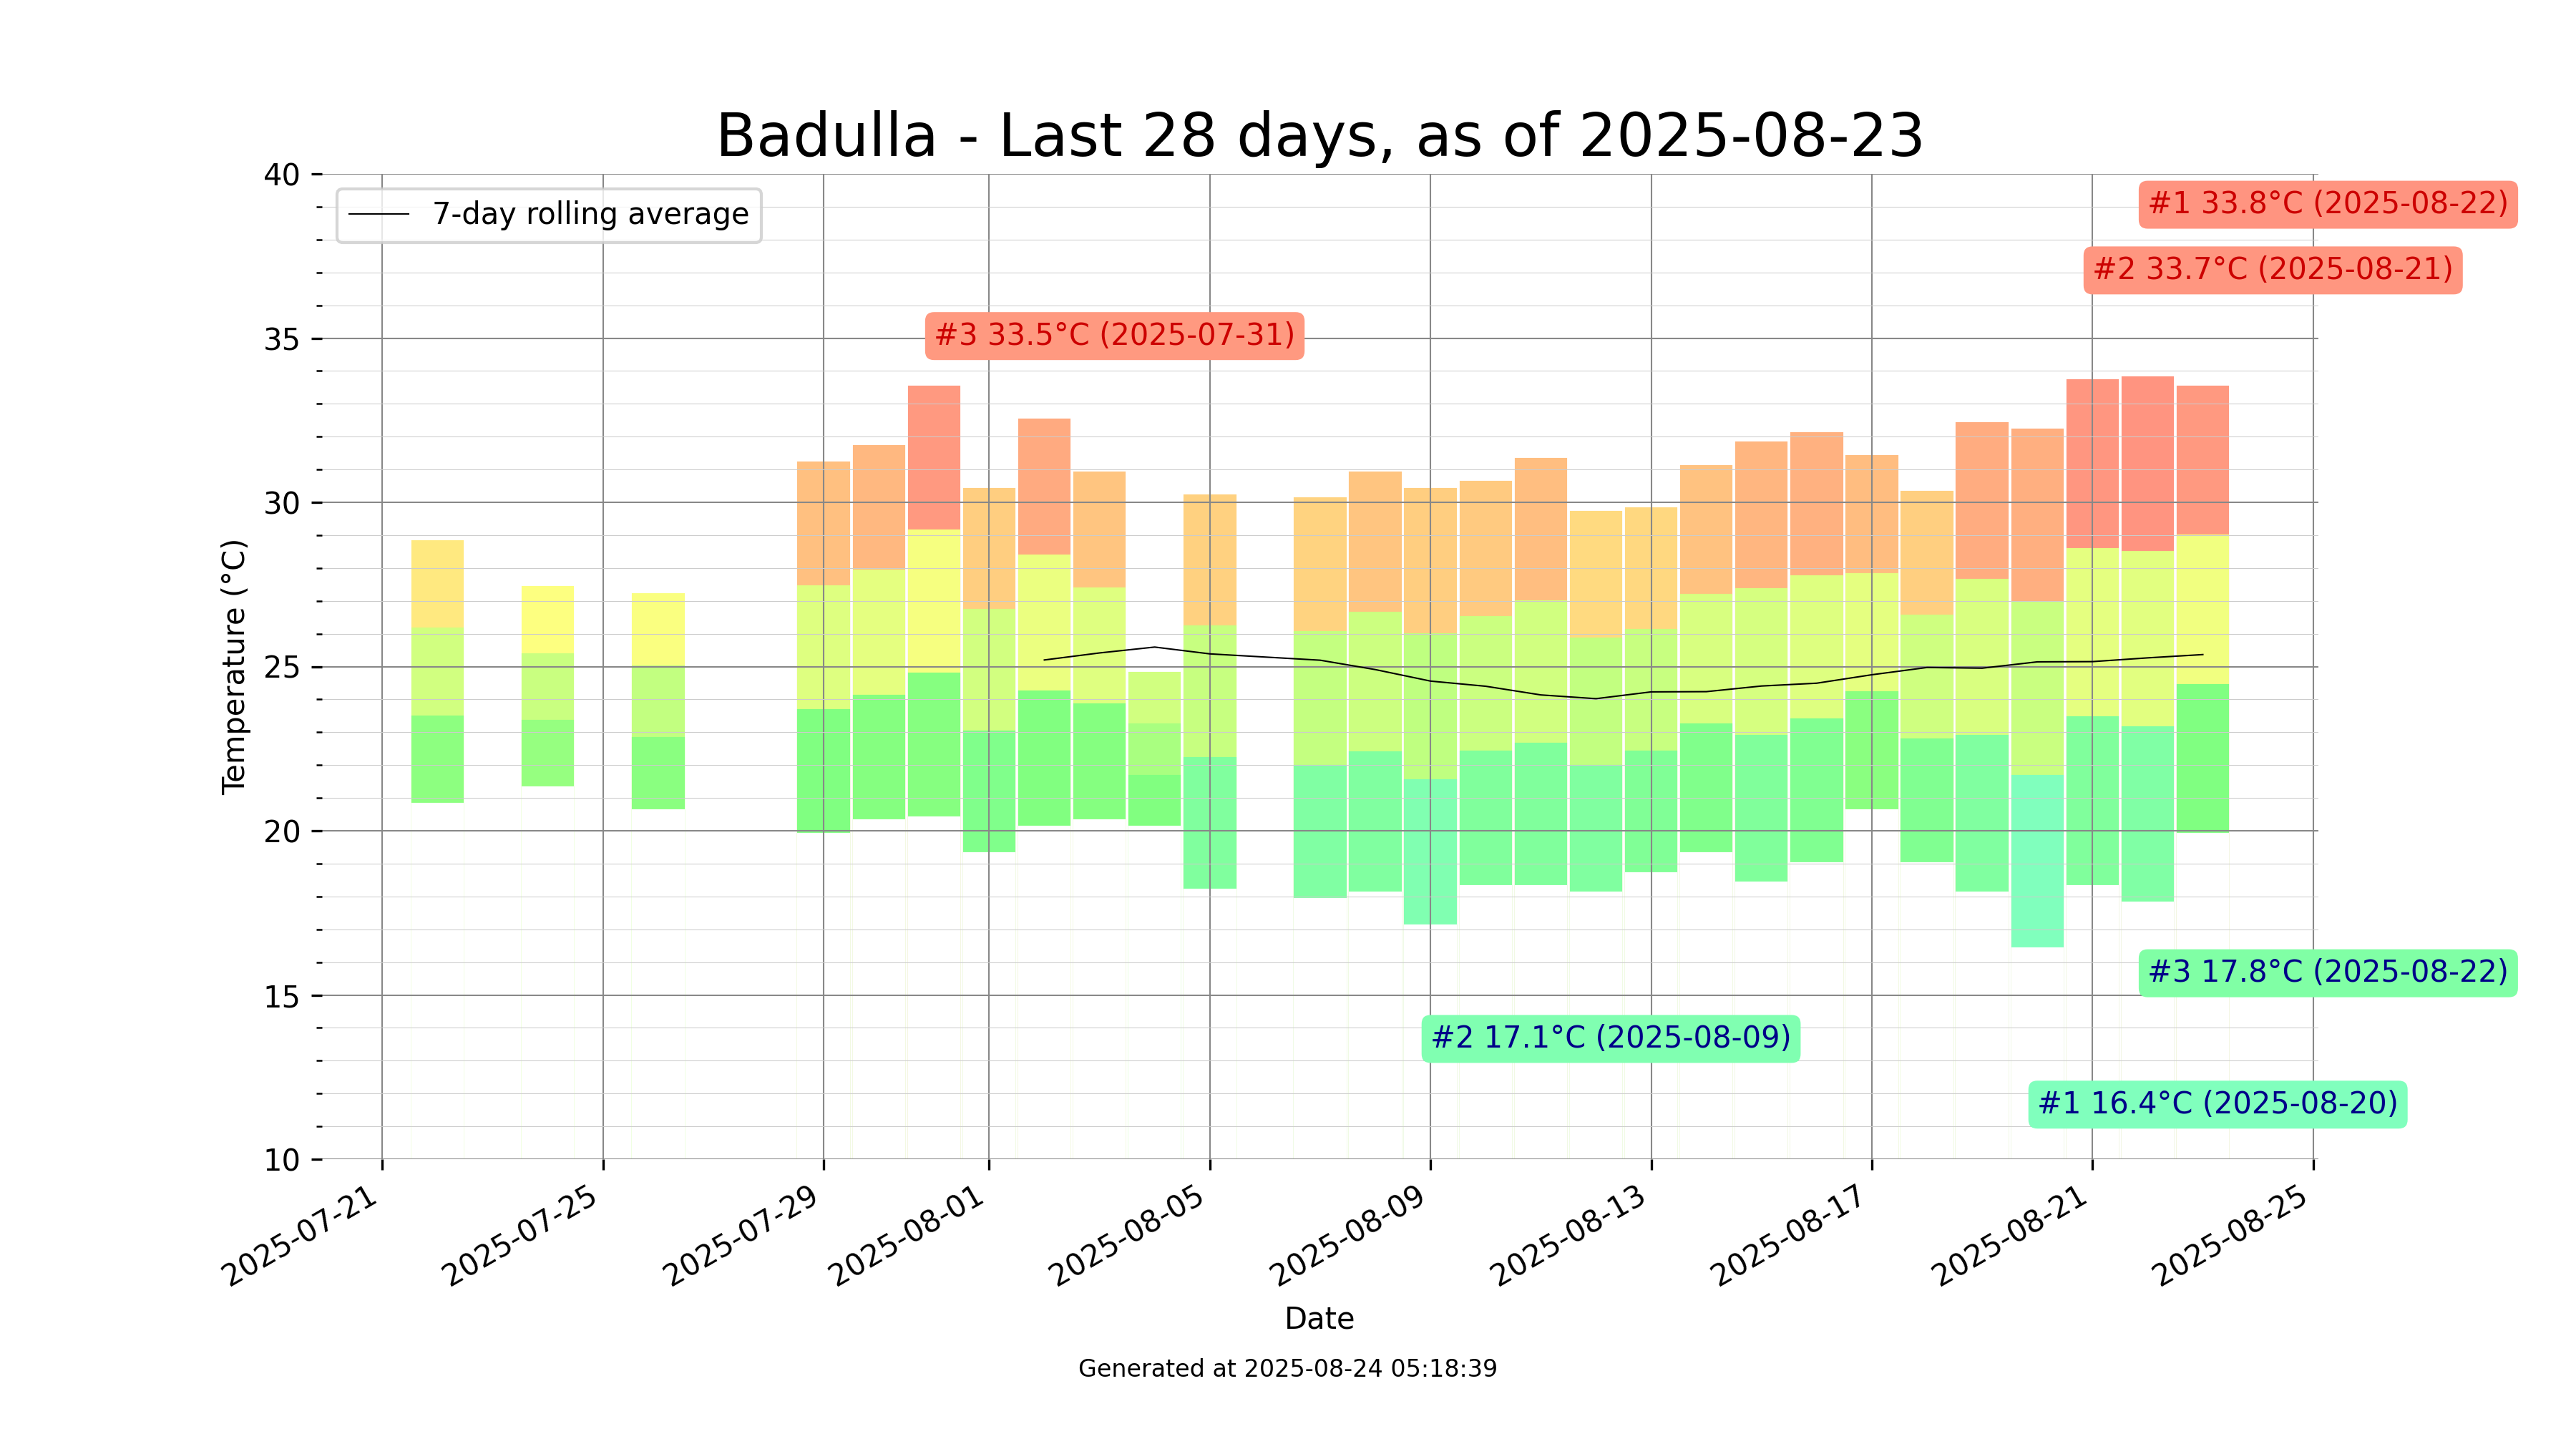 Badulla - Last 28 days, as of 2025-08-23
40
7-day rolling average
#1 33.8°C (2025-08-22)
#2 33.7°C (2025-08-21)
#3 33.5°C (2025-07-31)
35
30
25
20
15
10
Temperature (°C)
#3 17.8°C (2025-08-22)
#2 17.1°C (2025-08-09)
#1 16.4°C (2025-08-20)
2025-07-21
2025-07-25
2025-07-29
2025-08-01
2025-08-05
2025-08-09
2025-08-13
2025-08-17
2025-08-21
2025-08-25
Date
Generated at 2025-08-24 05:18:39